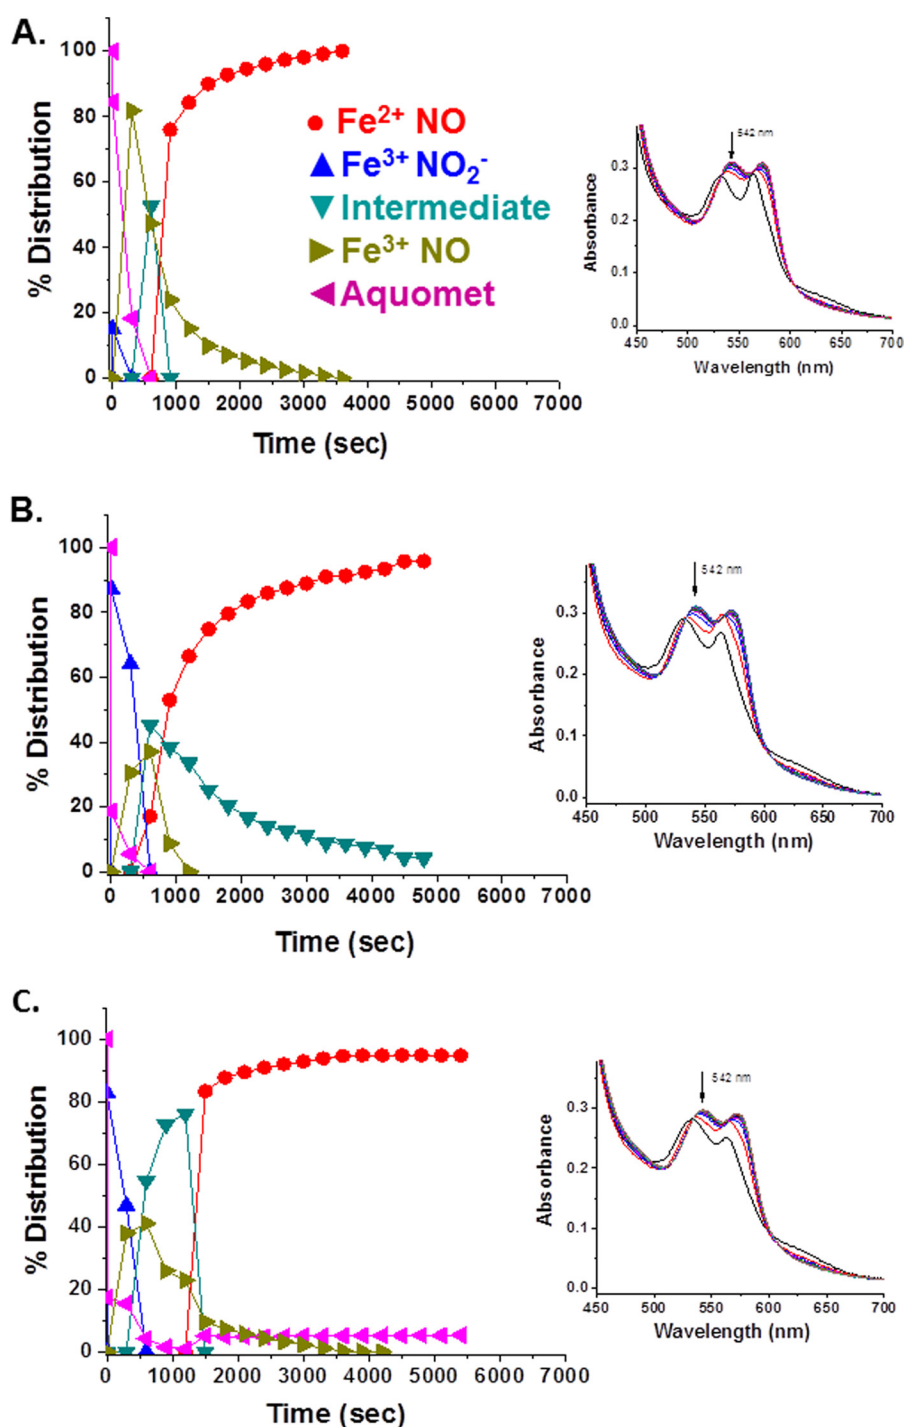 A.
% Distribution
100
80
60
40
20
0
0 1000 2000 3000 4000 5000 6000 7000
Time (sec)
Fe²⁺ NO
Fe³⁺ NO₂⁻
Intermediate
Fe³⁺ NO
Aquomet
542 nm
Absorbance
0.3
0.2
0.1
0.0
450 500 550 600 650 700
Wavelength (nm)
B.
% Distribution
100
80
60
40
20
0
0 1000 2000 3000 4000 5000 6000 7000
Time (sec)
542 nm
Absorbance
0.3
0.2
0.1
0.0
450 500 550 600 650 700
Wavelength (nm)
C.
% Distribution
100
80
60
40
20
0
0 1000 2000 3000 4000 5000 6000 7000
Time (sec)
542 nm
Absorbance
0.3
0.2
0.1
0.0
450 500 550 600 650 700
Wavelength (nm)